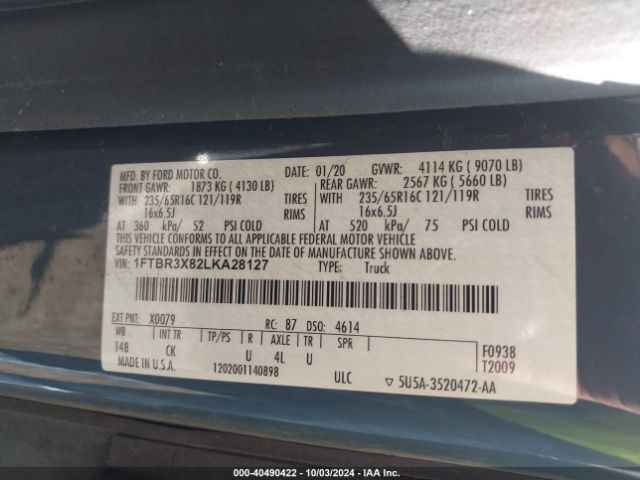 MFD. BY FORD MOTOR CO. DATE: 01/20 GVWR: 4114 KG ( 9070 LB)
FRONT GAWR: 1873 KG ( 4130 LB) REAR GAWR: 2567 KG ( 5660 LB)
WITH 235/65R16C 121/119R TIRES WITH 235/65R16C 121/119R TIRES
16x6.5J RIMS 16x6.5J RIMS
AT 360 kPa/ 52 PSI COLD AT 520 kPa/ 75 PSI COLD
THIS VEHICLE CONFORMS TO ALL APPLICABLE FEDERAL MOTOR VEHICLE
SAFETY STANDARDS IN EFFECT ON THE DATE OF MANUFACTURE SHOWN ABOVE.
VIN: 1FTBR3X82LKA28127 TYPE: Truck
EXT PNT: X0079 RC: 87 DSO: 4614
WB INT TR TP/PS R AXLE TR SPR F0938
148 CK U 4L U T2009
MADE IN U.S.A. 1202001140898 ULC ▽ 5U5A-3520472-AA
000 - 40490422 - 10/03/2024 - IAA Inc.